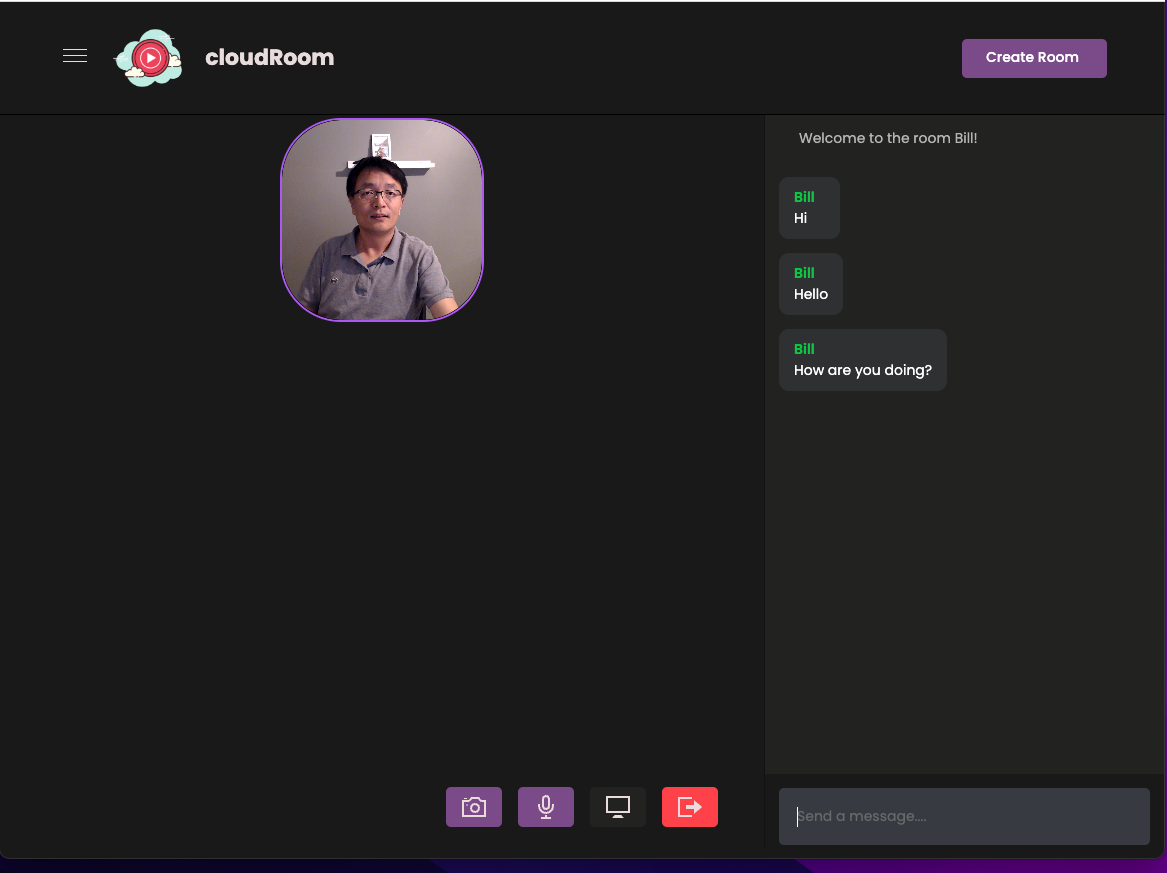 cloudRoom
Create Room
Welcome to the room Bill!
Bill
Hi
Bill
Hello
Bill
How are you doing?
Send a message....